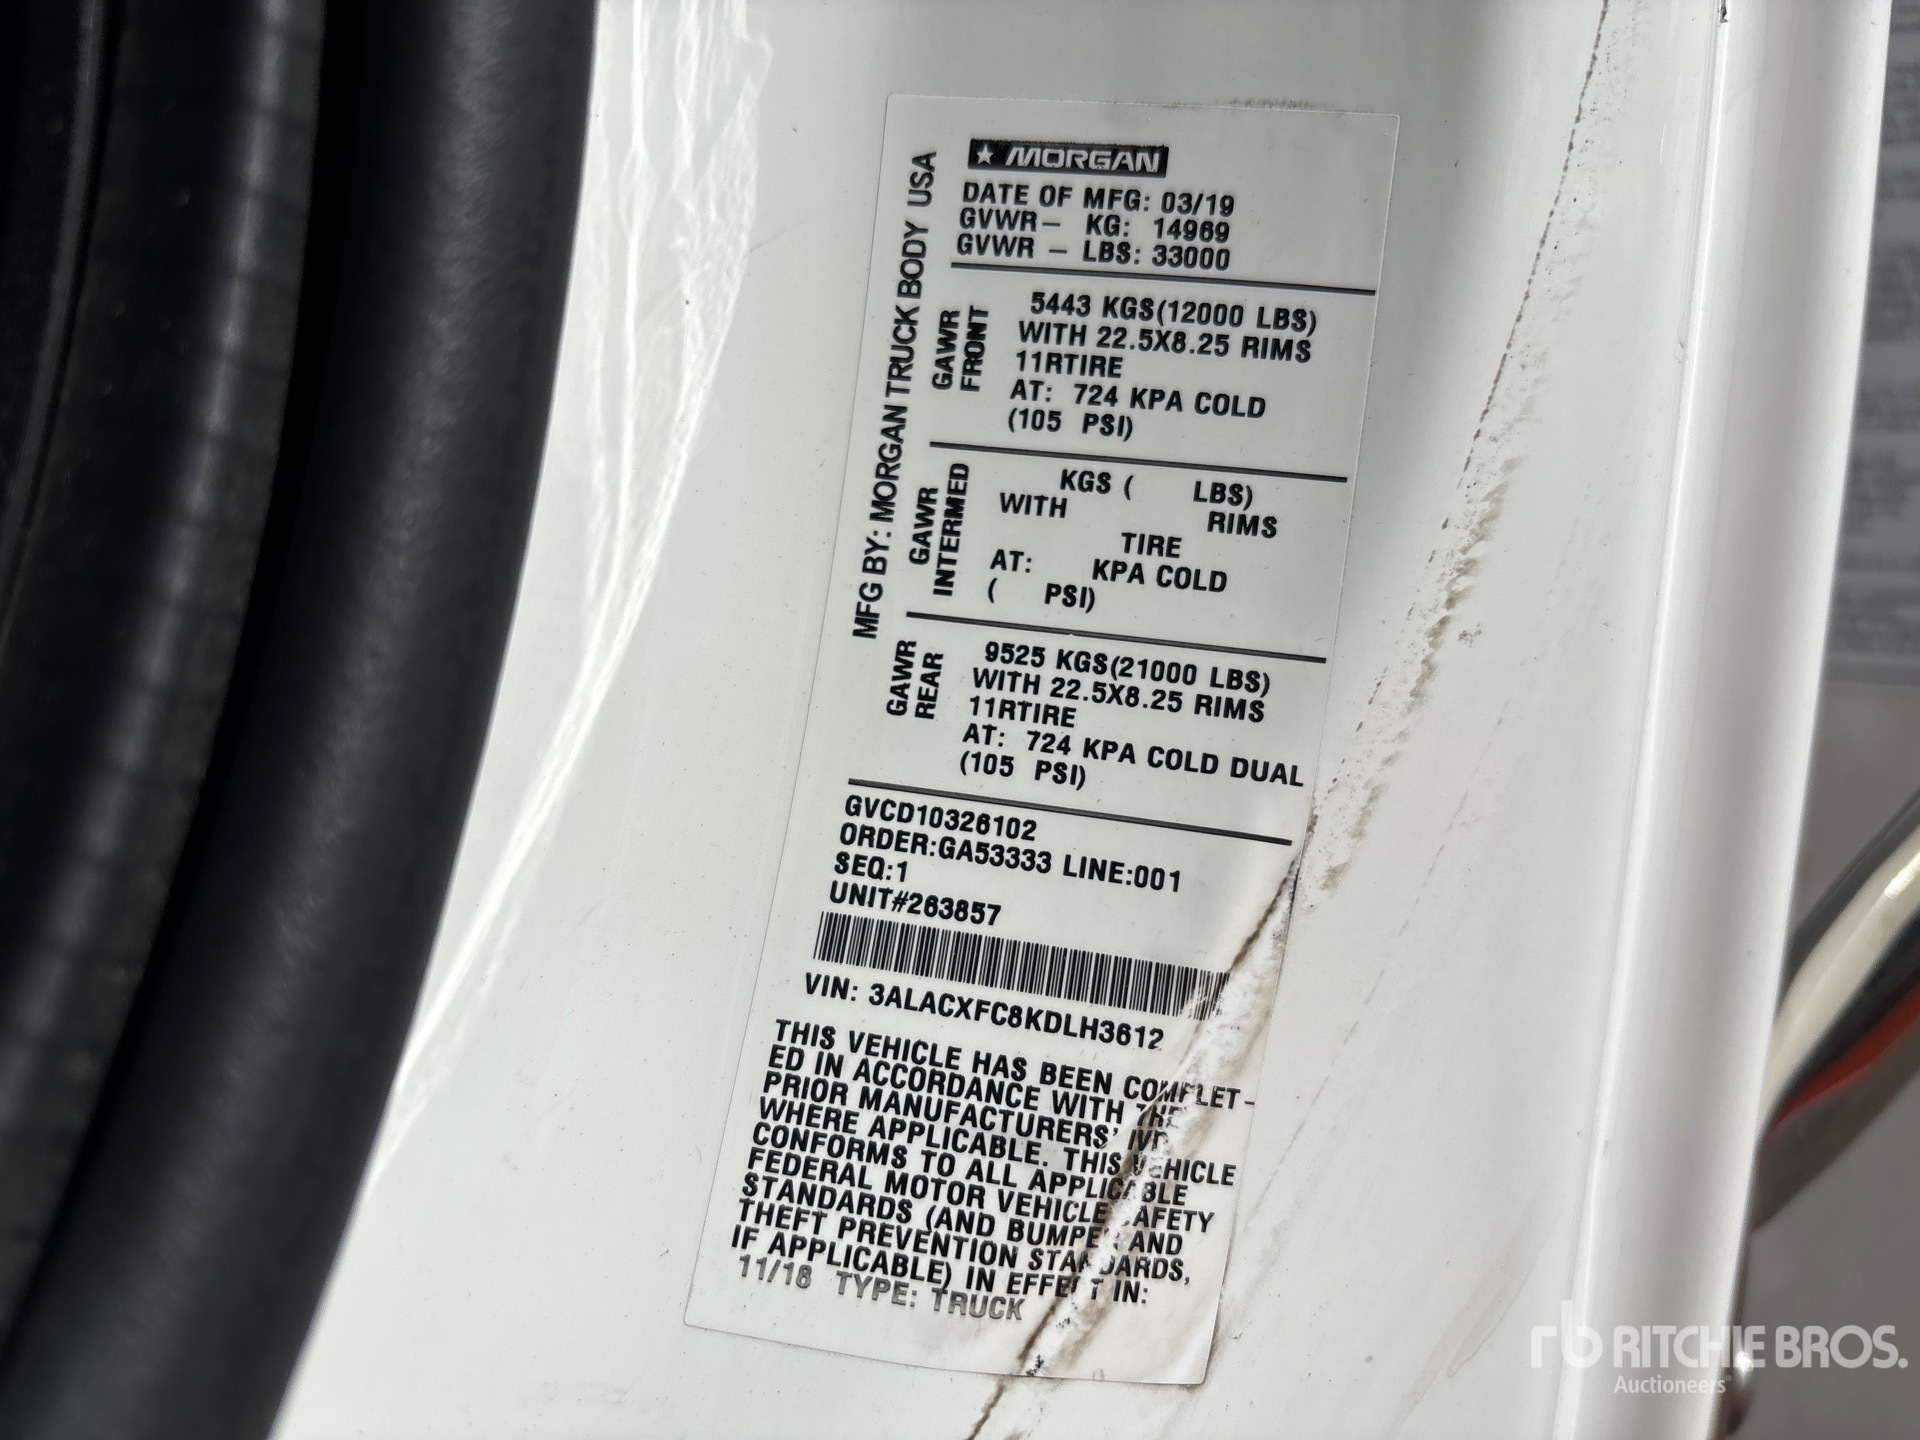 MORGAN
DATE OF MFG: 03/19
GVWR- KG: 14969
GVWR - LBS: 33000
MFG BY: MORGAN TRUCK BODY USA
GAWR
FRONT
5443 KGS(12000 LBS)
WITH 22.5X8.25 RIMS
11RTIRE
AT: 724 KPA COLD
(105 PSI)
GAWR
INTERMED
KGS ( LBS)
WITH RIMS
TIRE
AT: KPA COLD
( PSI)
GAWR
REAR
9525 KGS(21000 LBS)
WITH 22.5X8.25 RIMS
11RTIRE
AT: 724 KPA COLD DUAL
(105 PSI)
GVCD10326102
ORDER:GA53333 LINE:001
SEQ:1
UNIT#263857
VIN: 3ALACXFC8KDLH3612
THIS VEHICLE HAS BEEN COMPLET-
ED IN ACCORDANCE WITH THE
PRIOR MANUFACTURERS' IVD
WHERE APPLICABLE. THIS VEHICLE
CONFORMS TO ALL APPLICABLE
FEDERAL MOTOR VEHICLE SAFETY
STANDARDS (AND BUMPER AND
THEFT PREVENTION STANDARDS,
IF APPLICABLE) IN EFFECT IN:
11/18 TYPE: TRUCK
rb RITCHIE BROS.
Auctioneers